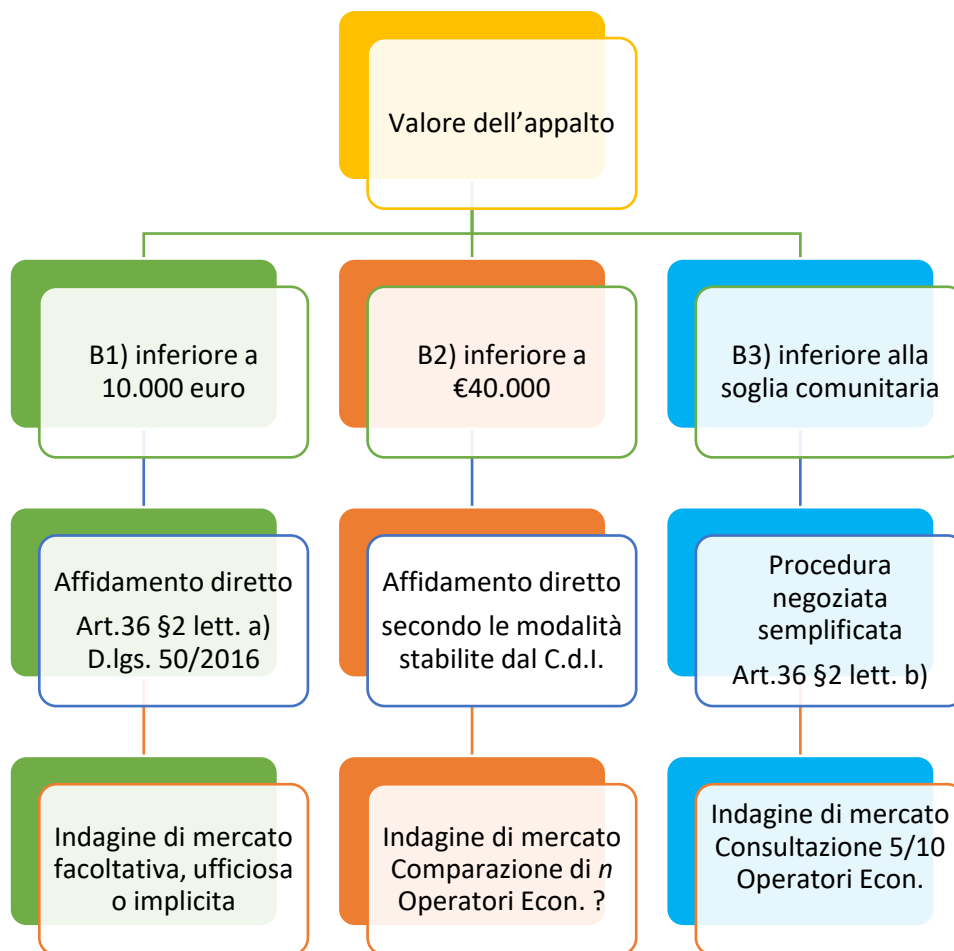 Valore dell’appalto
B1) inferiore a
10.000 euro
B2) inferiore a
€40.000
B3) inferiore alla
soglia comunitaria
Affidamento diretto
Art.36 §2 lett. a)
D.lgs. 50/2016
Affidamento diretto
secondo le modalità
stabilite dal C.d.I.
Procedura
negoziata
semplificata
Art.36 §2 lett. b)
Indagine di mercato
facoltativa, ufficiosa
o implicita
Indagine di mercato
Comparazione di n
Operatori Econ. ?
Indagine di mercato
Consultazione 5/10
Operatori Econ.